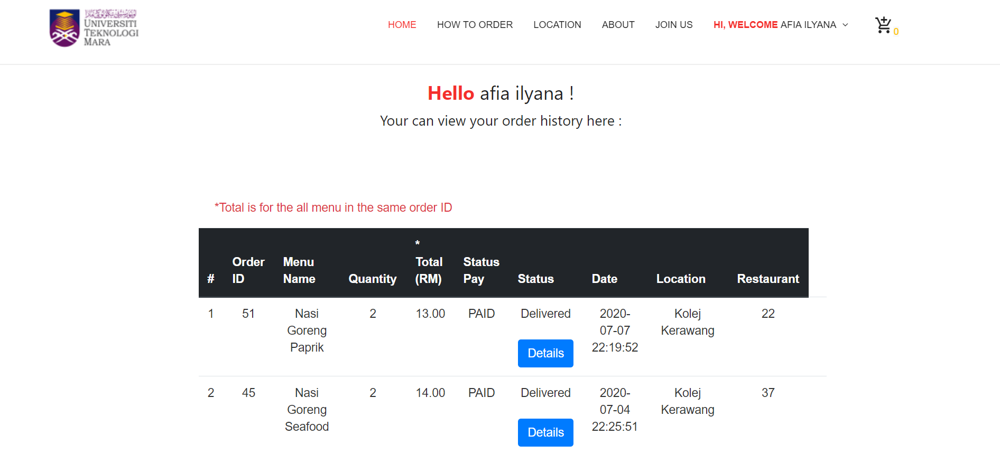 UNIVERSITI
TEKNOLOGI
MARA
HOME HOW TO ORDER LOCATION ABOUT JOIN US HI, WELCOME AFIA ILYANA 0
Hello afia ilyana !
Your can view your order history here :
*Total is for the all menu in the same order ID
# Order ID Menu Name Quantity * Total (RM) Status Pay Status Date Location Restaurant
1 51 Nasi Goreng Paprik 2 13.00 PAID Delivered Details 2020-07-07 22:19:52 Kolej Kerawang 22
2 45 Nasi Goreng Seafood 2 14.00 PAID Delivered Details 2020-07-04 22:25:51 Kolej Kerawang 37